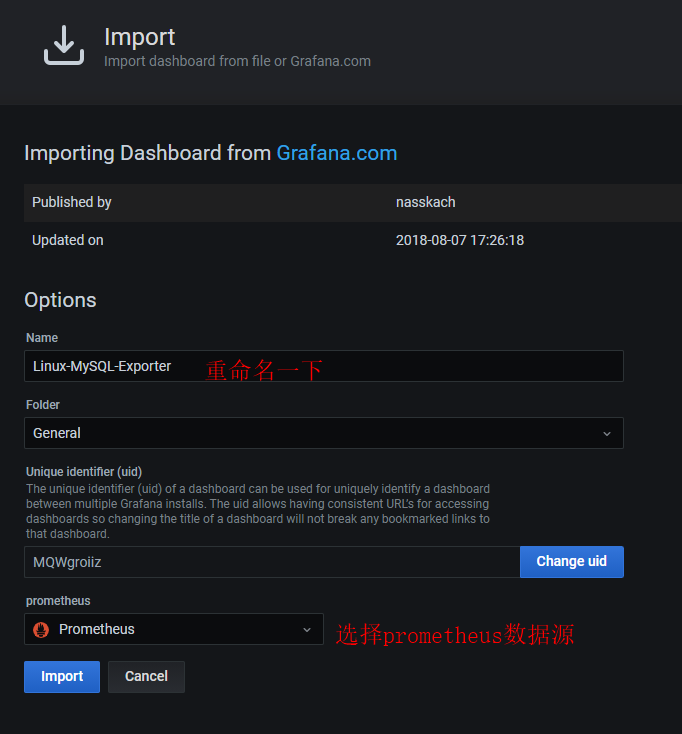 Import
Import dashboard from file or Grafana.com
Importing Dashboard from Grafana.com
Published by nasskach
Updated on 2018-08-07 17:26:18
Options
Name
Linux-MySQL-Exporter 重命名一下
Folder
General
Unique identifier (uid)
The unique identifier (uid) of a dashboard can be used for uniquely identify a dashboard
between multiple Grafana installs. The uid allows having consistent URL's for accessing
dashboards so changing the title of a dashboard will not break any bookmarked links to
that dashboard.
MQWgroiiz Change uid
prometheus
Prometheus 选择prometheus数据源
Import Cancel